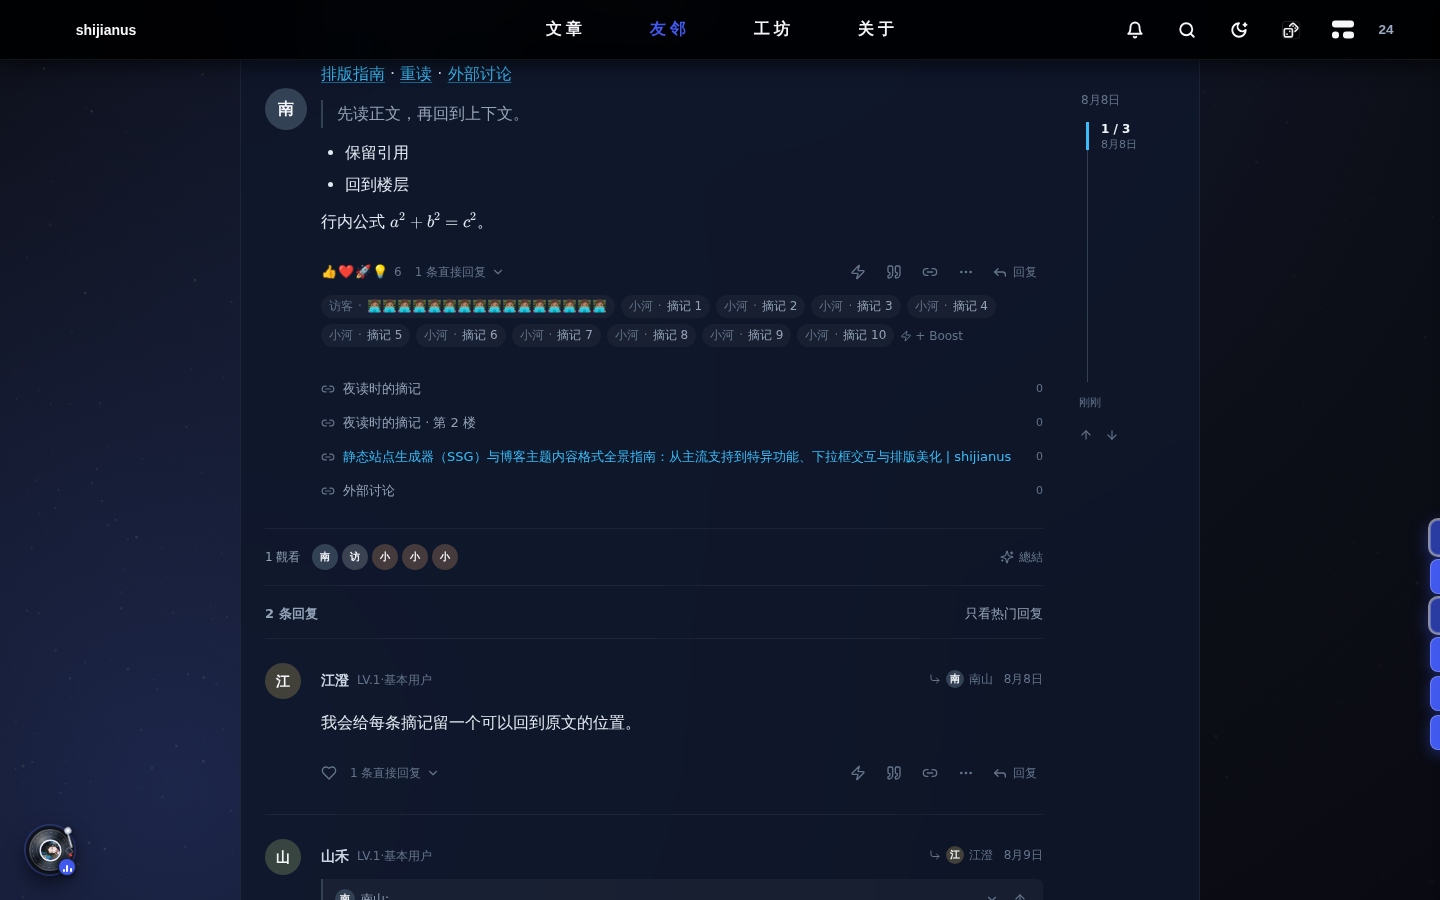 shijianus 文章 友邻 工坊 关于 24
排版指南 · 重读 · 外部讨论
南
先读正文，再回到上下文。
• 保留引用
• 回到楼层
行内公式 a² + b² = c²。
👍❤️🚀💡 6 1 条直接回复 回复
访客 · 👩🏽‍💻👩🏽‍💻👩🏽‍💻👩🏽‍💻👩🏽‍💻👩🏽‍💻👩🏽‍💻👩🏽‍💻👩🏽‍💻👩🏽‍💻👩🏽‍💻👩🏽‍💻👩🏽‍💻👩🏽‍💻👩🏽‍💻👩🏽‍💻 小河 · 摘记 1 小河 · 摘记 2 小河 · 摘记 3 小河 · 摘记 4
小河 · 摘记 5 小河 · 摘记 6 小河 · 摘记 7 小河 · 摘记 8 小河 · 摘记 9 小河 · 摘记 10 + Boost
夜读时的摘记 0
夜读时的摘记 · 第 2 楼 0
静态站点生成器（SSG）与博客主题内容格式全景指南：从主流支持到特异功能、下拉框交互与排版美化 | shijianus 0
外部讨论 0
8月8日
1 / 3
8月8日
刚刚
1 觀看 南 访 小 小 小 總結
2 条回复 只看热门回复
江 江澄 LV.1·基本用户 南 南山 8月8日
我会给每条摘记留一个可以回到原文的位置。
1 条直接回复 回复
山 山禾 LV.1·基本用户 江 江澄 8月9日
南 南山: